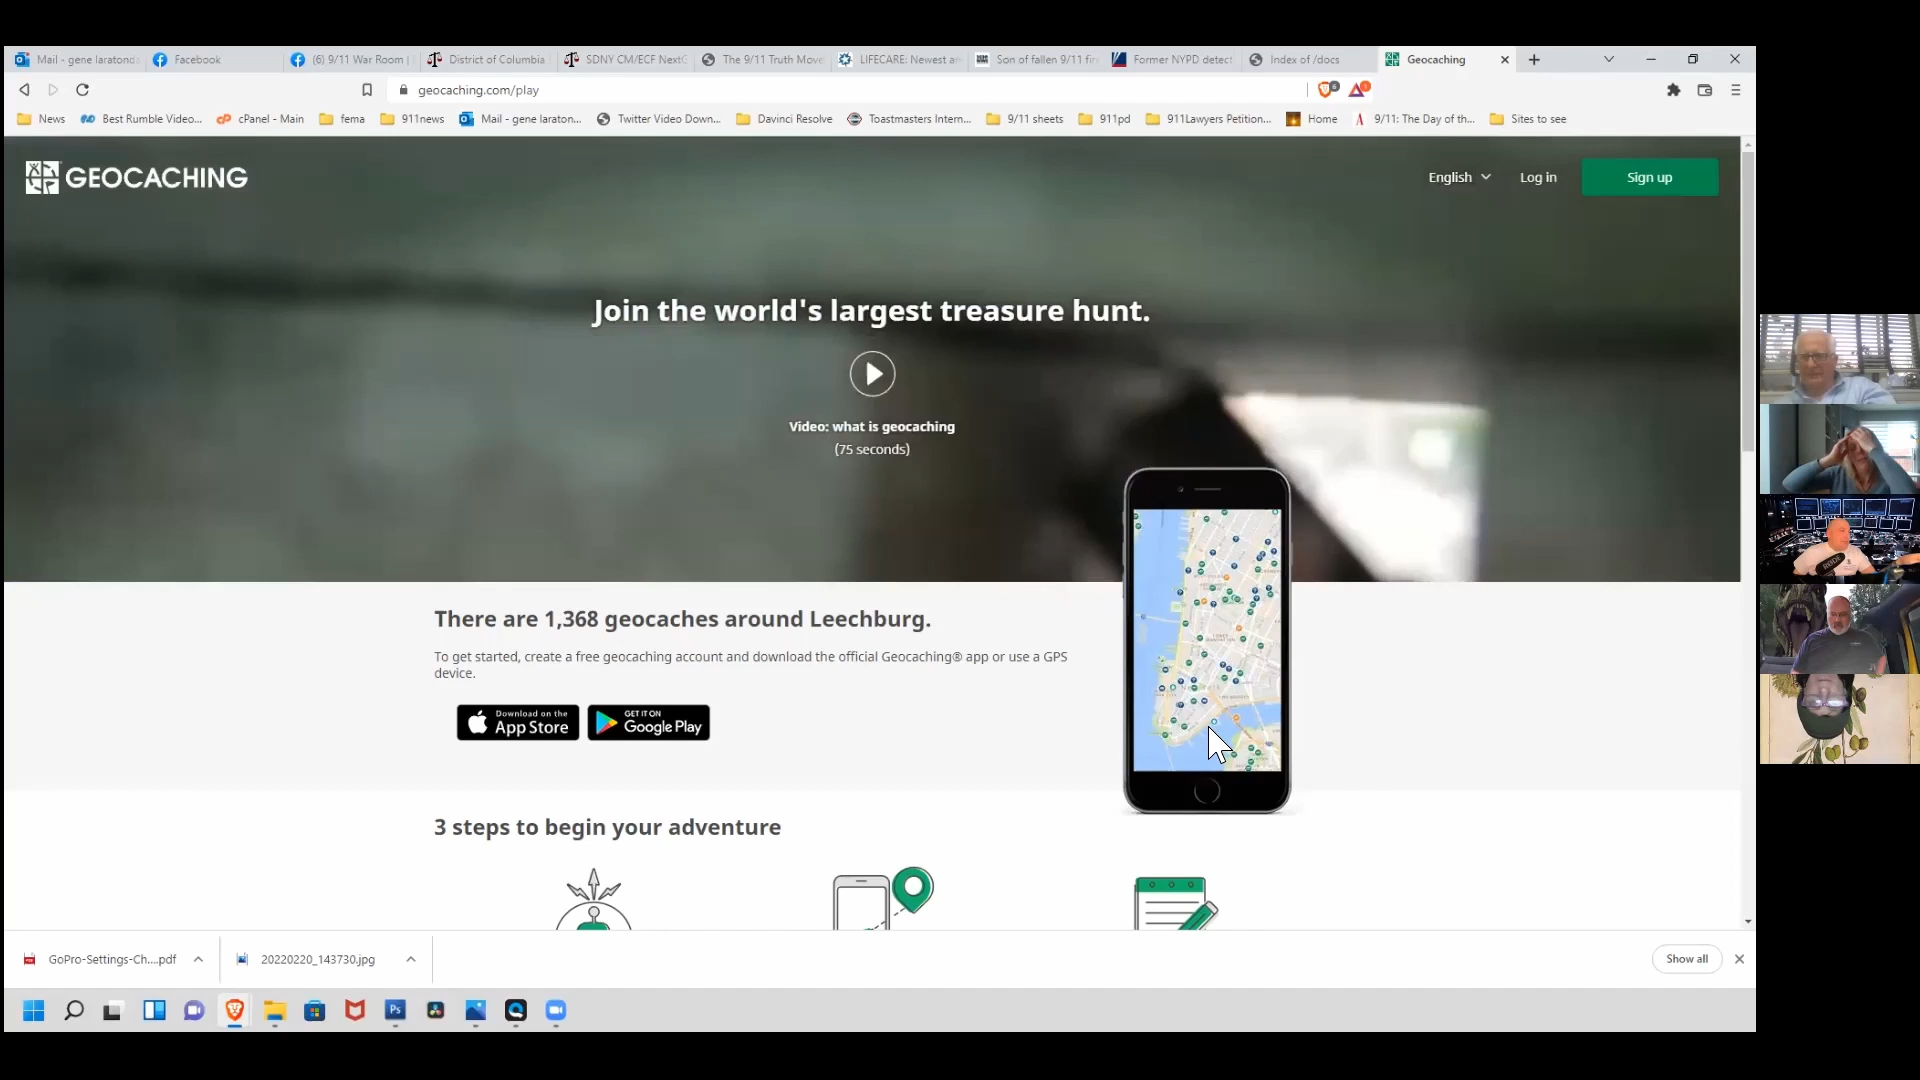 Mail - gene laratond
Facebook
(6) 9/11 War Room |
District of Columbia
SDNY CM/ECF NextG
The 9/11 Truth Move
LIFECARE: Newest a
Son of fallen 9/11 fir
Former NYPD detect
Index of /docs
Geocaching
geocaching.com/play
News
Best Rumble Video...
cPanel - Main
fema
911news
Mail - gene laraton...
Twitter Video Down...
Davinci Resolve
Toastmasters Intern...
9/11 sheets
911pd
911Lawyers Petition...
Home
9/11: The Day of th...
Sites to see
GEOCACHING
English
Log in
Sign up
Join the world's largest treasure hunt.
Video: what is geocaching
(75 seconds)
There are 1,368 geocaches around Leechburg.
To get started, create a free geocaching account and download the official Geocaching® app or use a GPS
device.
Download on the
App Store
GET IT ON
Google Play
3 steps to begin your adventure
GoPro-Settings-Ch....pdf
20220220_143730.jpg
Show all
Ps